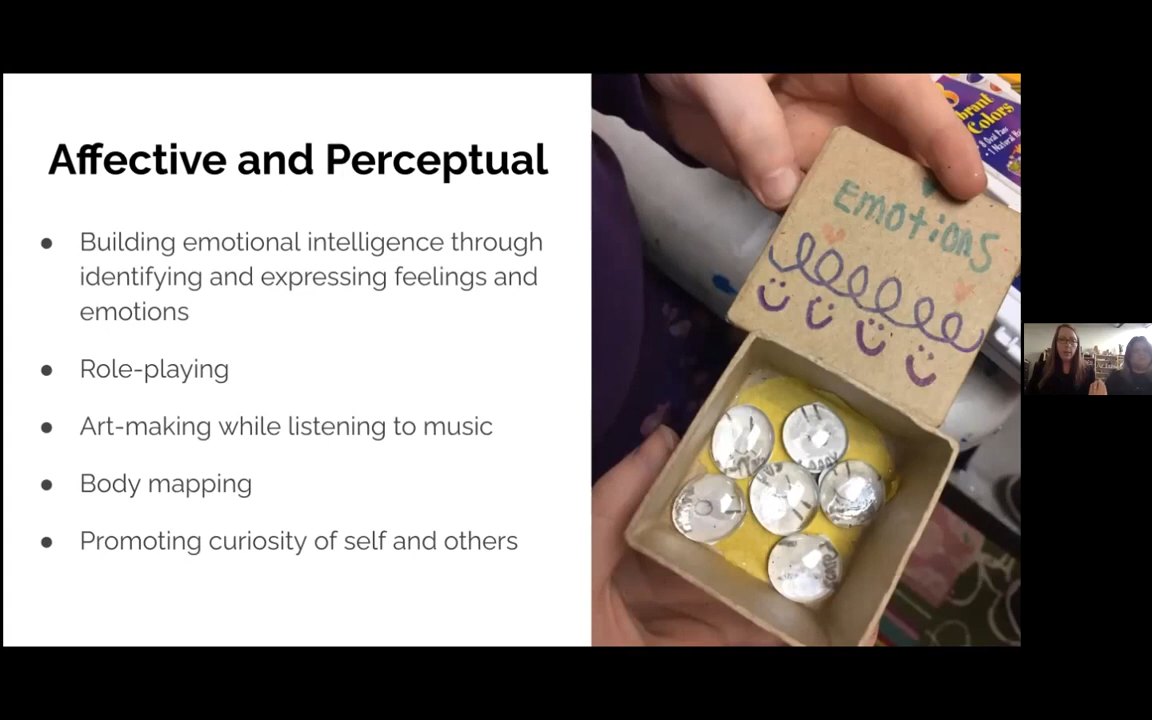 Affective and Perceptual
● Building emotional intelligence through
identifying and expressing feelings and
emotions
● Role-playing
● Art-making while listening to music
● Body mapping
● Promoting curiosity of self and others
Emotions
Colors